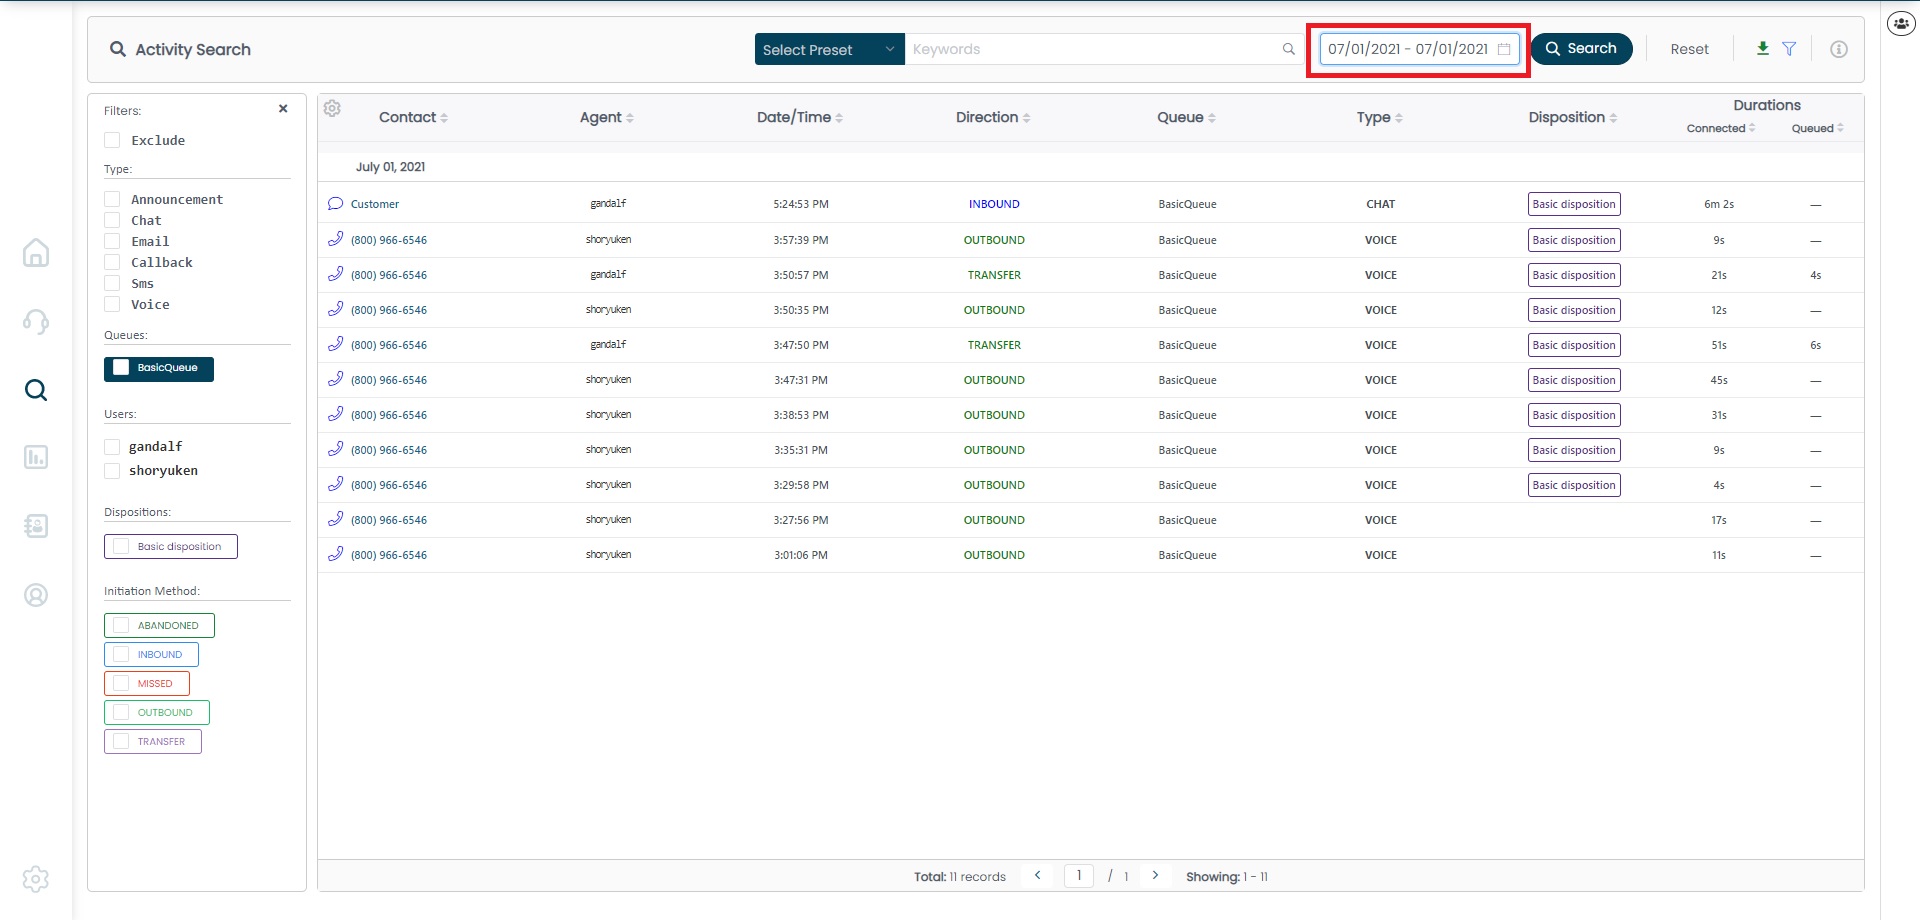 Activity Search
Select Preset
Keywords
07/01/2021 - 07/01/2021
Search
Reset
Filters:
Exclude
Type:
Announcement
Chat
Email
Callback
Sms
Voice
Queues:
BasicQueue
Users:
gandalf
shoryuken
Dispositions:
Basic disposition
Initiation Method:
ABANDONED
INBOUND
MISSED
OUTBOUND
TRANSFER
Contact Agent Date/Time Direction Queue Type Disposition Durations
Connected Queued
July 01, 2021
Customer gandalf 5:24:53 PM INBOUND BasicQueue CHAT Basic disposition 6m 2s —
(800) 966-6546 shoryuken 3:57:39 PM OUTBOUND BasicQueue VOICE Basic disposition 9s —
(800) 966-6546 gandalf 3:50:57 PM TRANSFER BasicQueue VOICE Basic disposition 21s 4s
(800) 966-6546 shoryuken 3:50:35 PM OUTBOUND BasicQueue VOICE Basic disposition 12s —
(800) 966-6546 gandalf 3:47:50 PM TRANSFER BasicQueue VOICE Basic disposition 51s 6s
(800) 966-6546 shoryuken 3:47:31 PM OUTBOUND BasicQueue VOICE Basic disposition 45s —
(800) 966-6546 shoryuken 3:38:53 PM OUTBOUND BasicQueue VOICE Basic disposition 31s —
(800) 966-6546 shoryuken 3:35:31 PM OUTBOUND BasicQueue VOICE Basic disposition 9s —
(800) 966-6546 shoryuken 3:29:58 PM OUTBOUND BasicQueue VOICE Basic disposition 4s —
(800) 966-6546 shoryuken 3:27:56 PM OUTBOUND BasicQueue VOICE 17s —
(800) 966-6546 shoryuken 3:01:06 PM OUTBOUND BasicQueue VOICE 11s —
Total: 11 records < 1 / 1 > Showing: 1 - 11